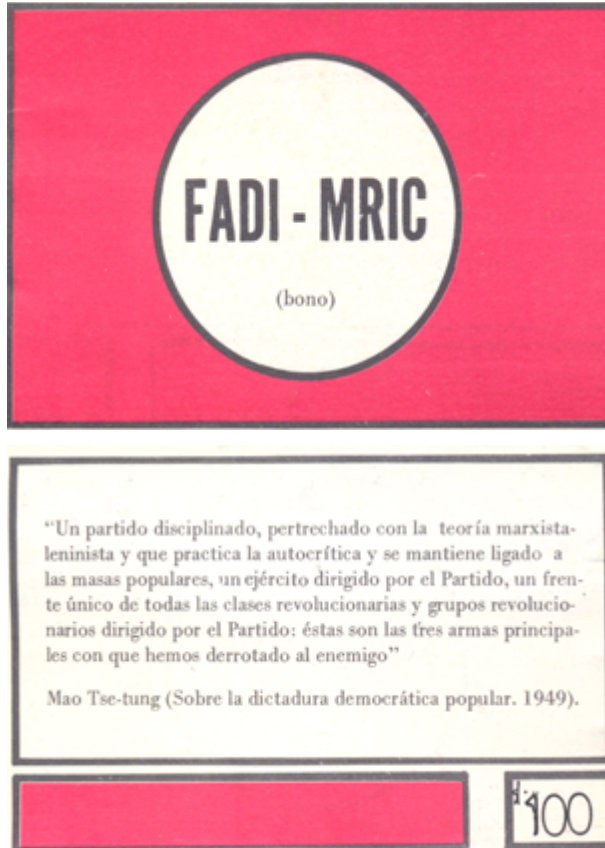 FADI - MRIC
(bono)
“Un partido disciplinado, pertrechado con la teoría marxista-
leninista y que practica la autocrítica y se mantiene ligado a
las masas populares, un ejército dirigido por el Partido, un fren-
te único de todas las clases revolucionarias y grupos revolucio-
narios dirigido por el Partido: éstas son las tres armas principa-
les con que hemos derrotado al enemigo”
Mao Tse-tung (Sobre la dictadura democrática popular. 1949).
100